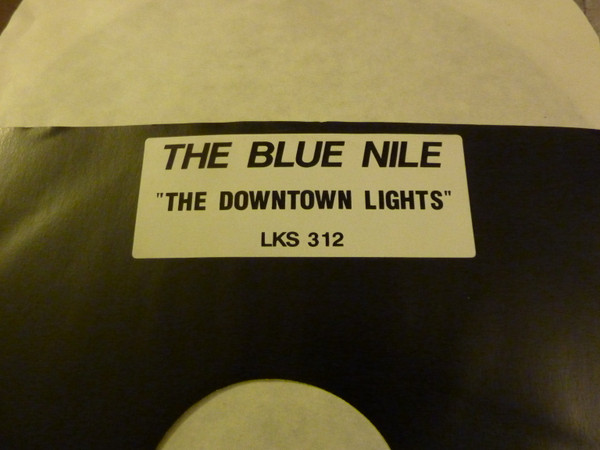 THE BLUE NILE
"THE DOWNTOWN LIGHTS"
LKS 312